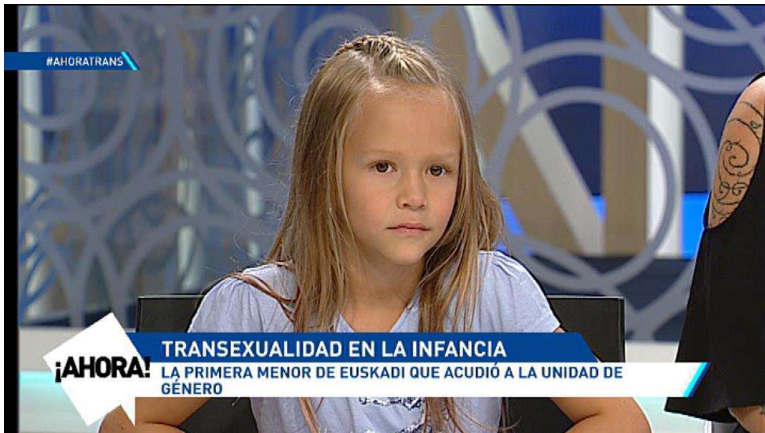 #AHORATRANS
¡AHORA!
TRANSEXUALIDAD EN LA INFANCIA
LA PRIMERA MENOR DE EUSKADI QUE ACUDIÓ A LA UNIDAD DE
GÉNERO